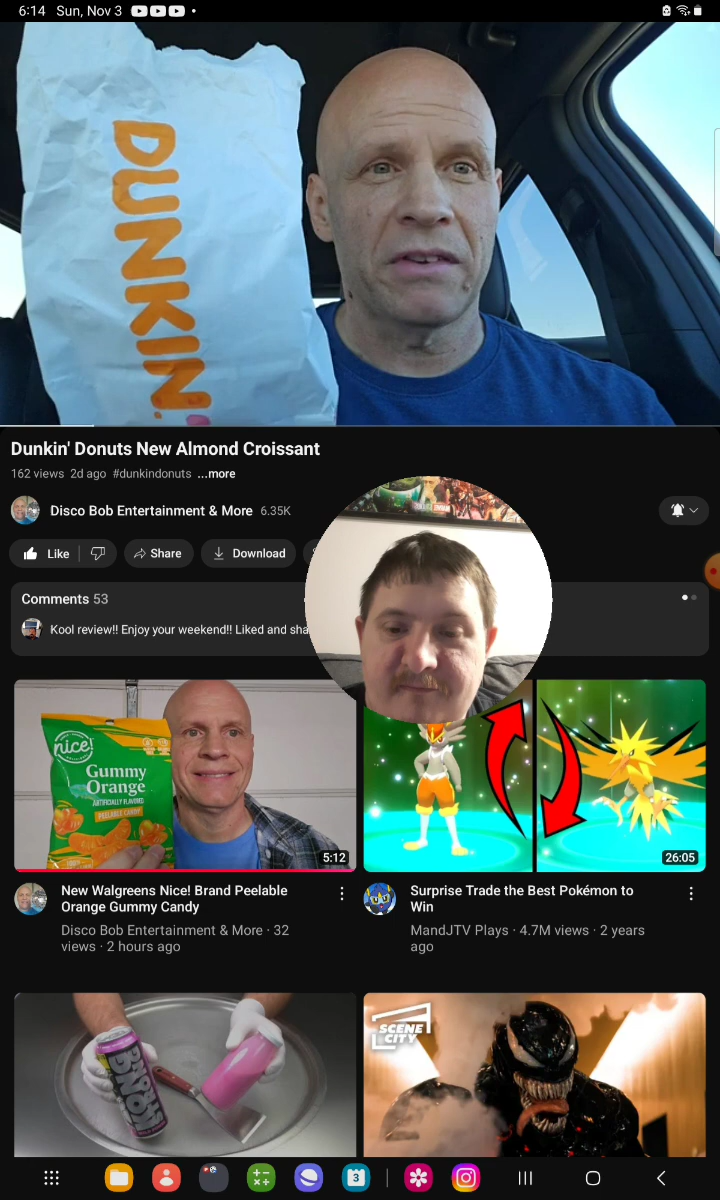 6:14 Sun, Nov 3
DUNKIN'
Dunkin' Donuts New Almond Croissant
162 views 2d ago #dunkindonuts ...more
Disco Bob Entertainment & More 6.35K
Like
Share
Download
Comments 53
Kool review!! Enjoy your weekend!! Liked and sha
nice!
Gummy
Orange
ARTIFICIALLY FLAVORED
PEELABLE CANDY
5:12
26:05
New Walgreens Nice! Brand Peelable
Orange Gummy Candy
Disco Bob Entertainment & More · 32
views · 2 hours ago
Surprise Trade the Best Pokémon to
Win
MandJTV Plays · 4.7M views · 2 years
ago
SCENE
CITY
3